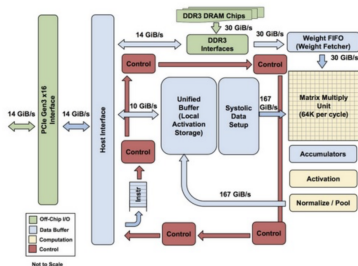 DDR3 DRAM Chips
30 GiB/s
14 GiB/s
DDR3
Interfaces
30 GiB/s
Weight FIFO
(Weight Fetcher)
Control
Control
30 GiB/s
PCIe Gen3 x16
Interface
Host Interface
14 GiB/s
14 GiB/s
10 GiB/s
Unified
Buffer
(Local
Activation
Storage)
Systolic
Data
Setup
167
GiB/s
Matrix Multiply
Unit
(64K per cycle)
Control
Control
Accumulators
Activation
Instr
167 GiB/s
Normalize / Pool
Off-Chip I/O
Data Buffer
Computation
Control
Control
Control
Not to Scale